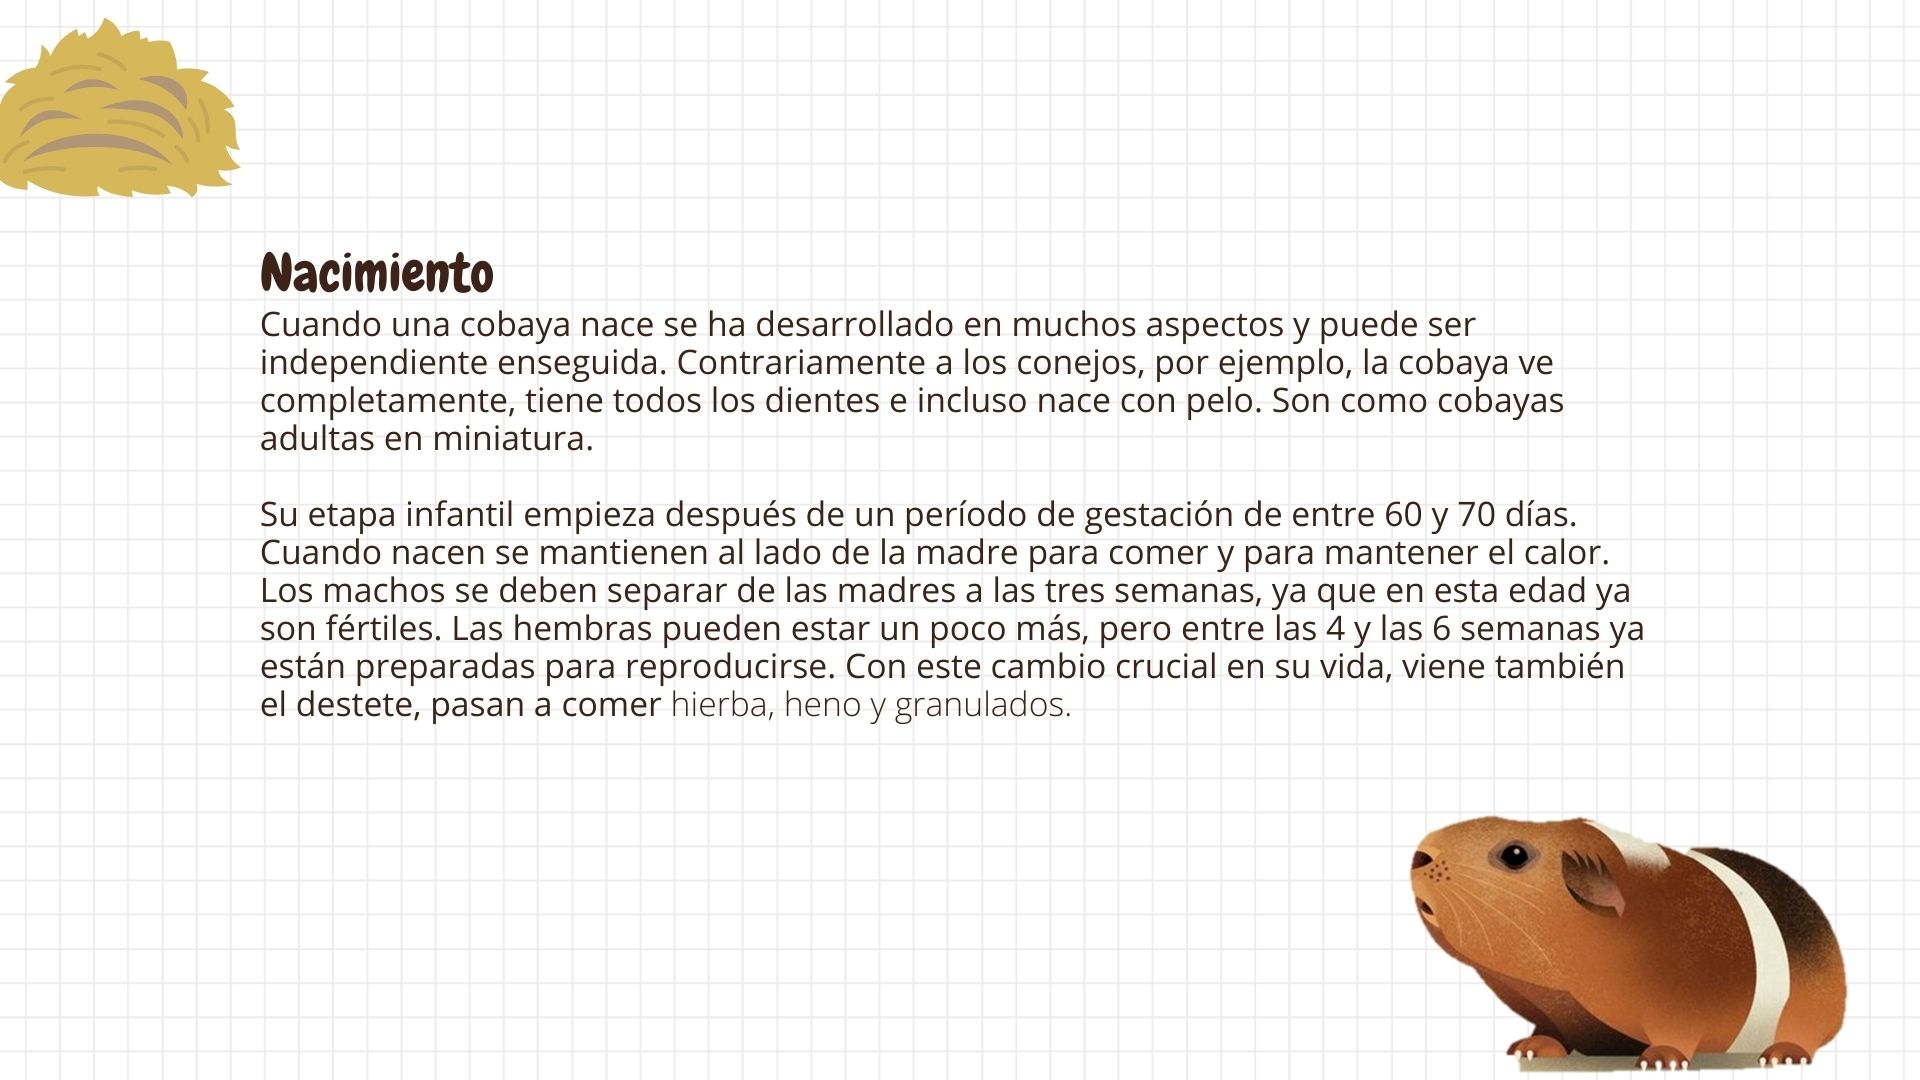 Nacimiento
Cuando una cobaya nace se ha desarrollado en muchos aspectos y puede ser
independiente enseguida. Contrariamente a los conejos, por ejemplo, la cobaya ve
completamente, tiene todos los dientes e incluso nace con pelo. Son como cobayas
adultas en miniatura.
Su etapa infantil empieza después de un período de gestación de entre 60 y 70 días.
Cuando nacen se mantienen al lado de la madre para comer y para mantener el calor.
Los machos se deben separar de las madres a las tres semanas, ya que en esta edad ya
son fértiles. Las hembras pueden estar un poco más, pero entre las 4 y las 6 semanas ya
están preparadas para reproducirse. Con este cambio crucial en su vida, viene también
el destete, pasan a comer hierba, heno y granulados.